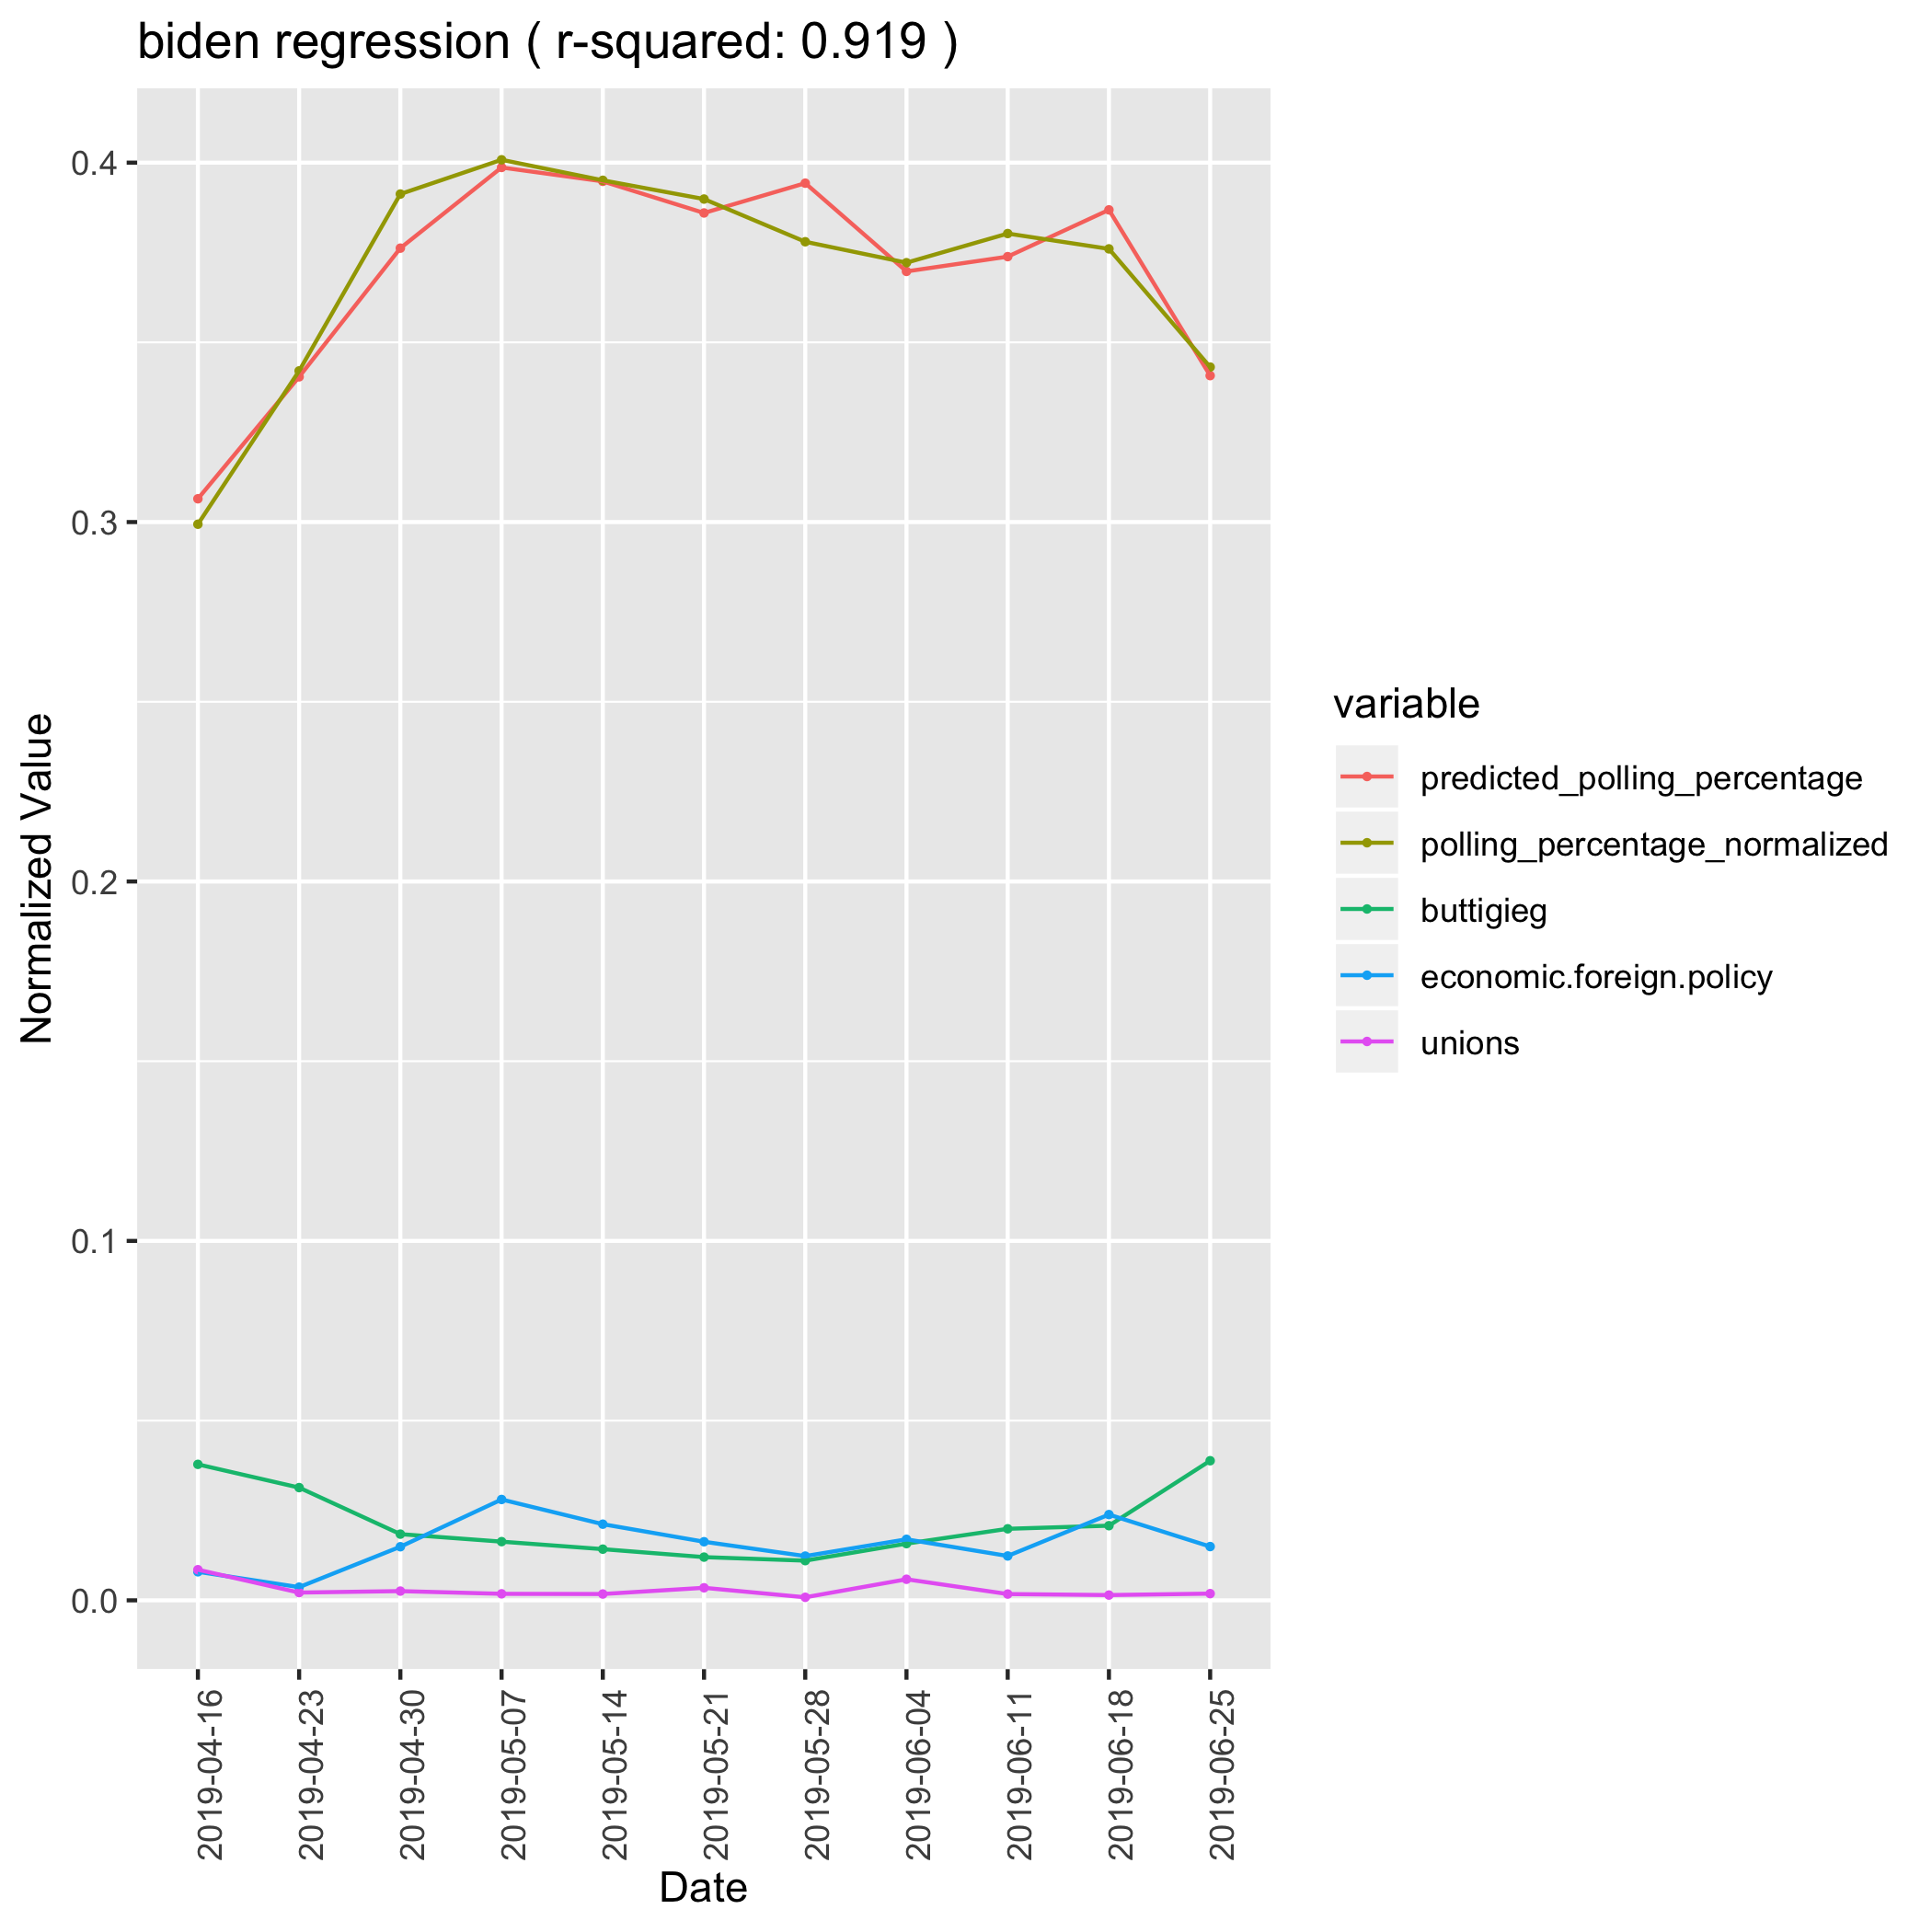 biden regression ( r-squared: 0.919 )
0.4
0.3
0.2
0.1
0.0
Normalized Value
2019-04-16
2019-04-23
2019-04-30
2019-05-07
2019-05-14
2019-05-21
2019-05-28
2019-06-04
2019-06-11
2019-06-18
2019-06-25
Date
variable
predicted_polling_percentage
polling_percentage_normalized
buttigieg
economic.foreign.policy
unions